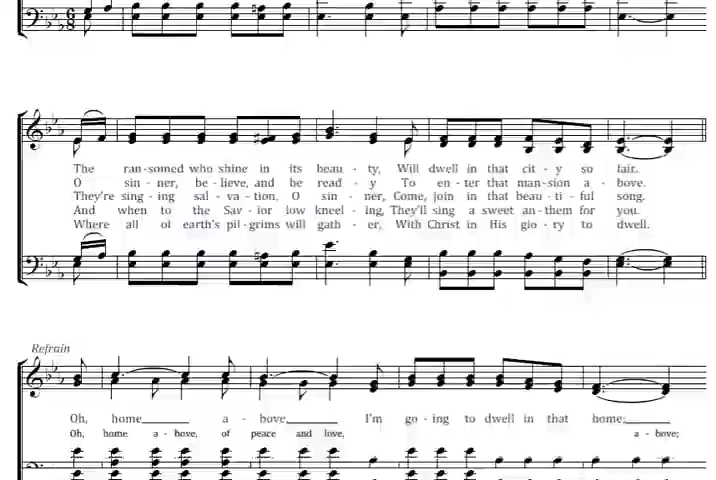 6
8
The ran-somed who shine in its beau-ty, Will dwell in that cit-y so fair.
O sin-ner, be-lieve, and be read-y To en-ter that man-sion a-bove.
They're sing-ing sal-va-tion, O sin-ner, Come, join in that beau-ti-ful song.
And when to the Sav-ior low kneel-ing, They'll sing a sweet an-them for you.
Where all of earth's pil-grims will gath-er, With Christ in His glo-ry to dwell.
Refrain
Oh, home a-bove, I'm go-ing to dwell in that home;
Oh, home a-bove, of peace and love, a-bove;